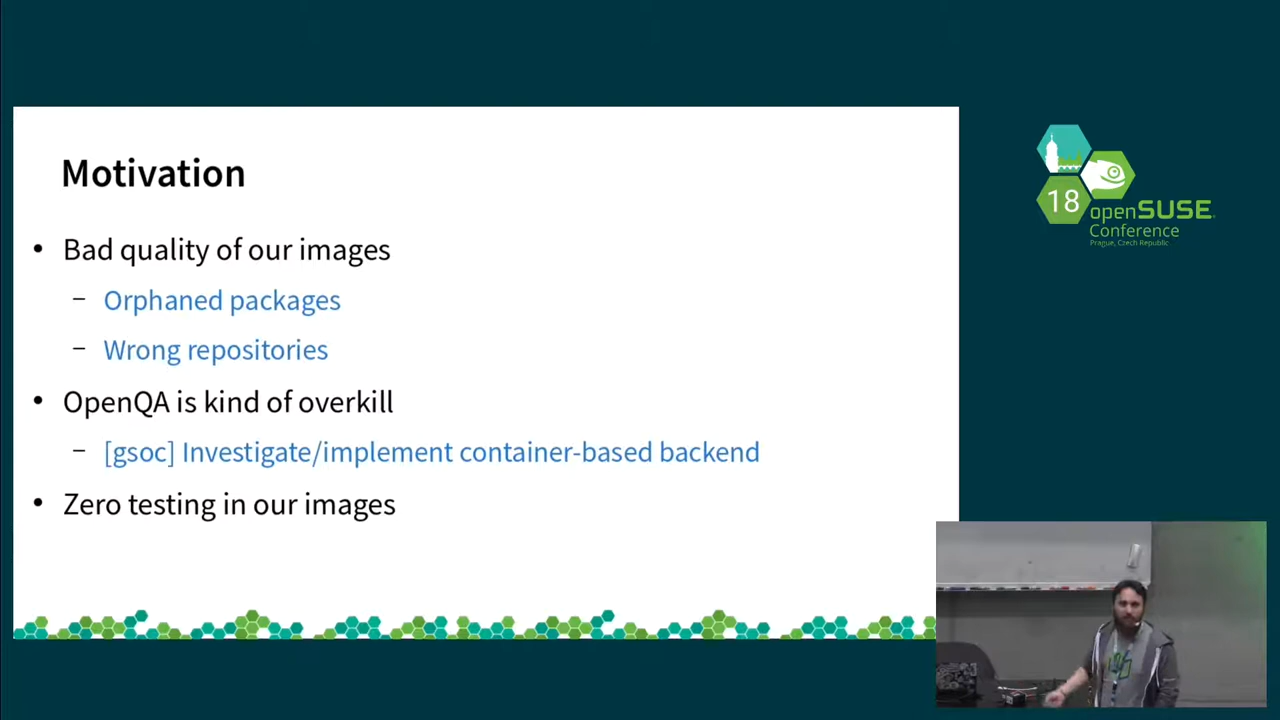 Motivation
• Bad quality of our images
– Orphaned packages
– Wrong repositories
• OpenQA is kind of overkill
– [gsoc] Investigate/implement container-based backend
• Zero testing in our images
18
openSUSE
Conference
Prague, Czech Republic